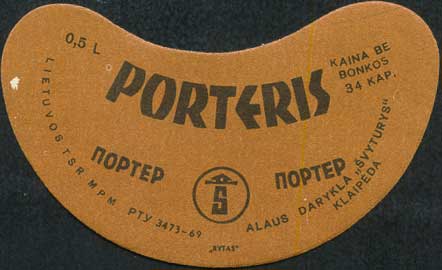 0,5 L
PORTERIS
KAINA BE
BONKOS
34 KAP.
LIETUVOS TSR MPM PTУ 3473-69
ПОРТЕР
Š
ПОРТЕР
ALAUS DARYKLA „ŠVYTURYS“
KLAIPĖDA
„RYTAS“